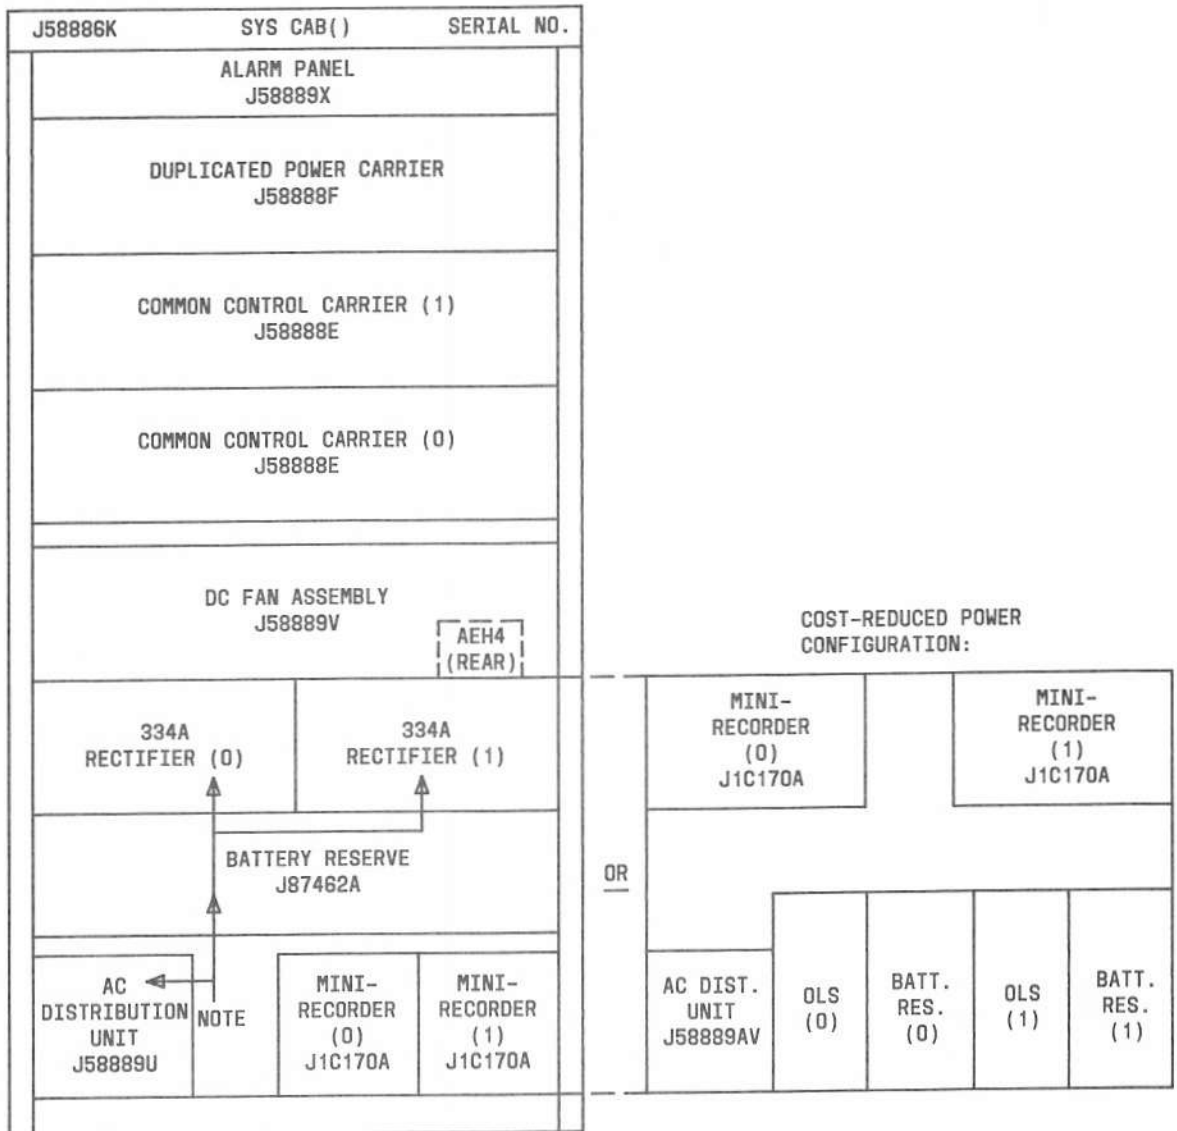 J58886K SYS CAB() SERIAL NO.
ALARM PANEL
J58889X
DUPLICATED POWER CARRIER
J58888F
COMMON CONTROL CARRIER (1)
J58888E
COMMON CONTROL CARRIER (0)
J58888E
DC FAN ASSEMBLY
J58889V
AEH4
(REAR)
334A
RECTIFIER (0)
334A
RECTIFIER (1)
BATTERY RESERVE
J87462A
AC
DISTRIBUTION
UNIT
J58889U
NOTE
MINI-
RECORDER
(0)
J1C170A
MINI-
RECORDER
(1)
J1C170A
OR
COST-REDUCED POWER
CONFIGURATION:
MINI-
RECORDER
(0)
J1C170A
MINI-
RECORDER
(1)
J1C170A
AC DIST.
UNIT
J58889AV
OLS
(0)
BATT.
RES.
(0)
OLS
(1)
BATT.
RES.
(1)